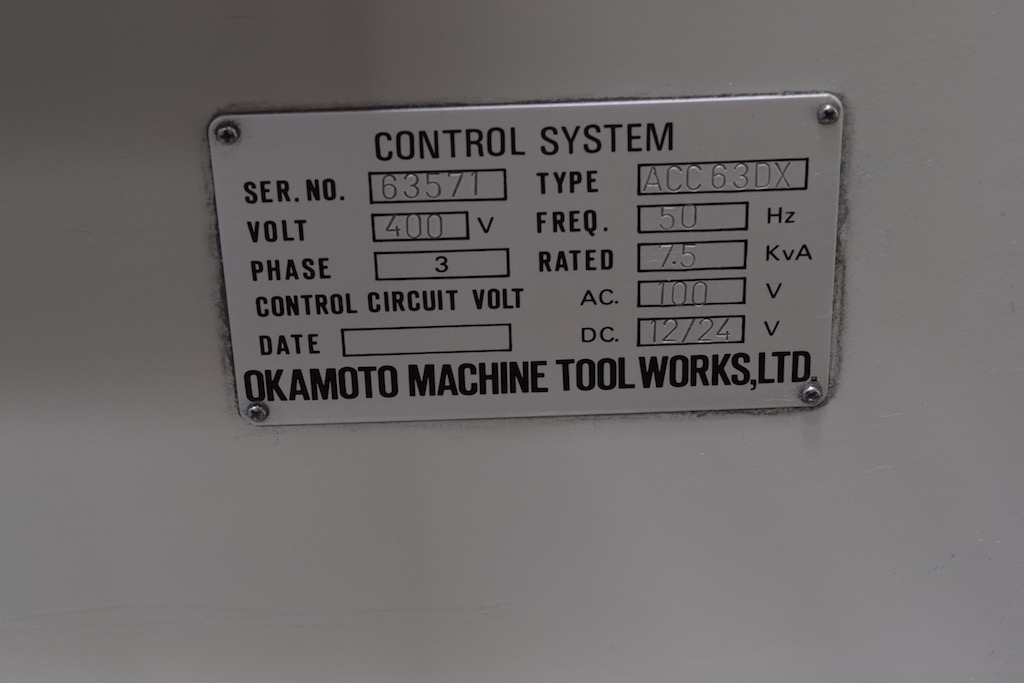 CONTROL SYSTEM
SER. NO. 63571 TYPE ACC63DX
VOLT 400 V FREQ. 50 Hz
PHASE 3 RATED 7.5 KvA
CONTROL CIRCUIT VOLT AC. 100 V
DATE DC. 12/24 V
OKAMOTO MACHINE TOOL WORKS,LTD.